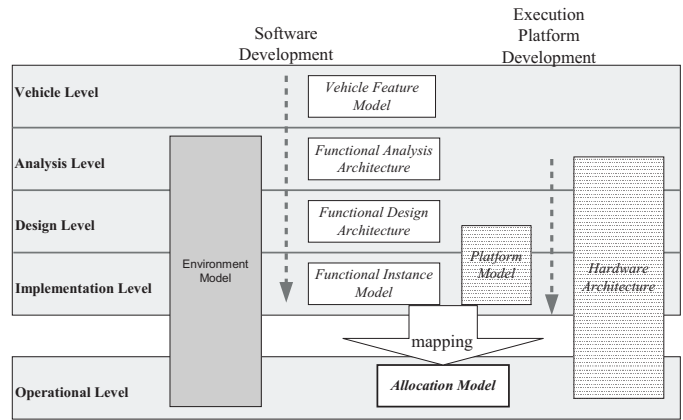 Software
Development
Execution
Platform
Development
Vehicle Level
Vehicle Feature
Model
Analysis Level
Functional Analysis
Architecture
Design Level
Functional Design
Architecture
Environment
Model
Platform
Model
Hardware
Architecture
Implementation Level
Functional Instance
Model
mapping
Operational Level
Allocation Model